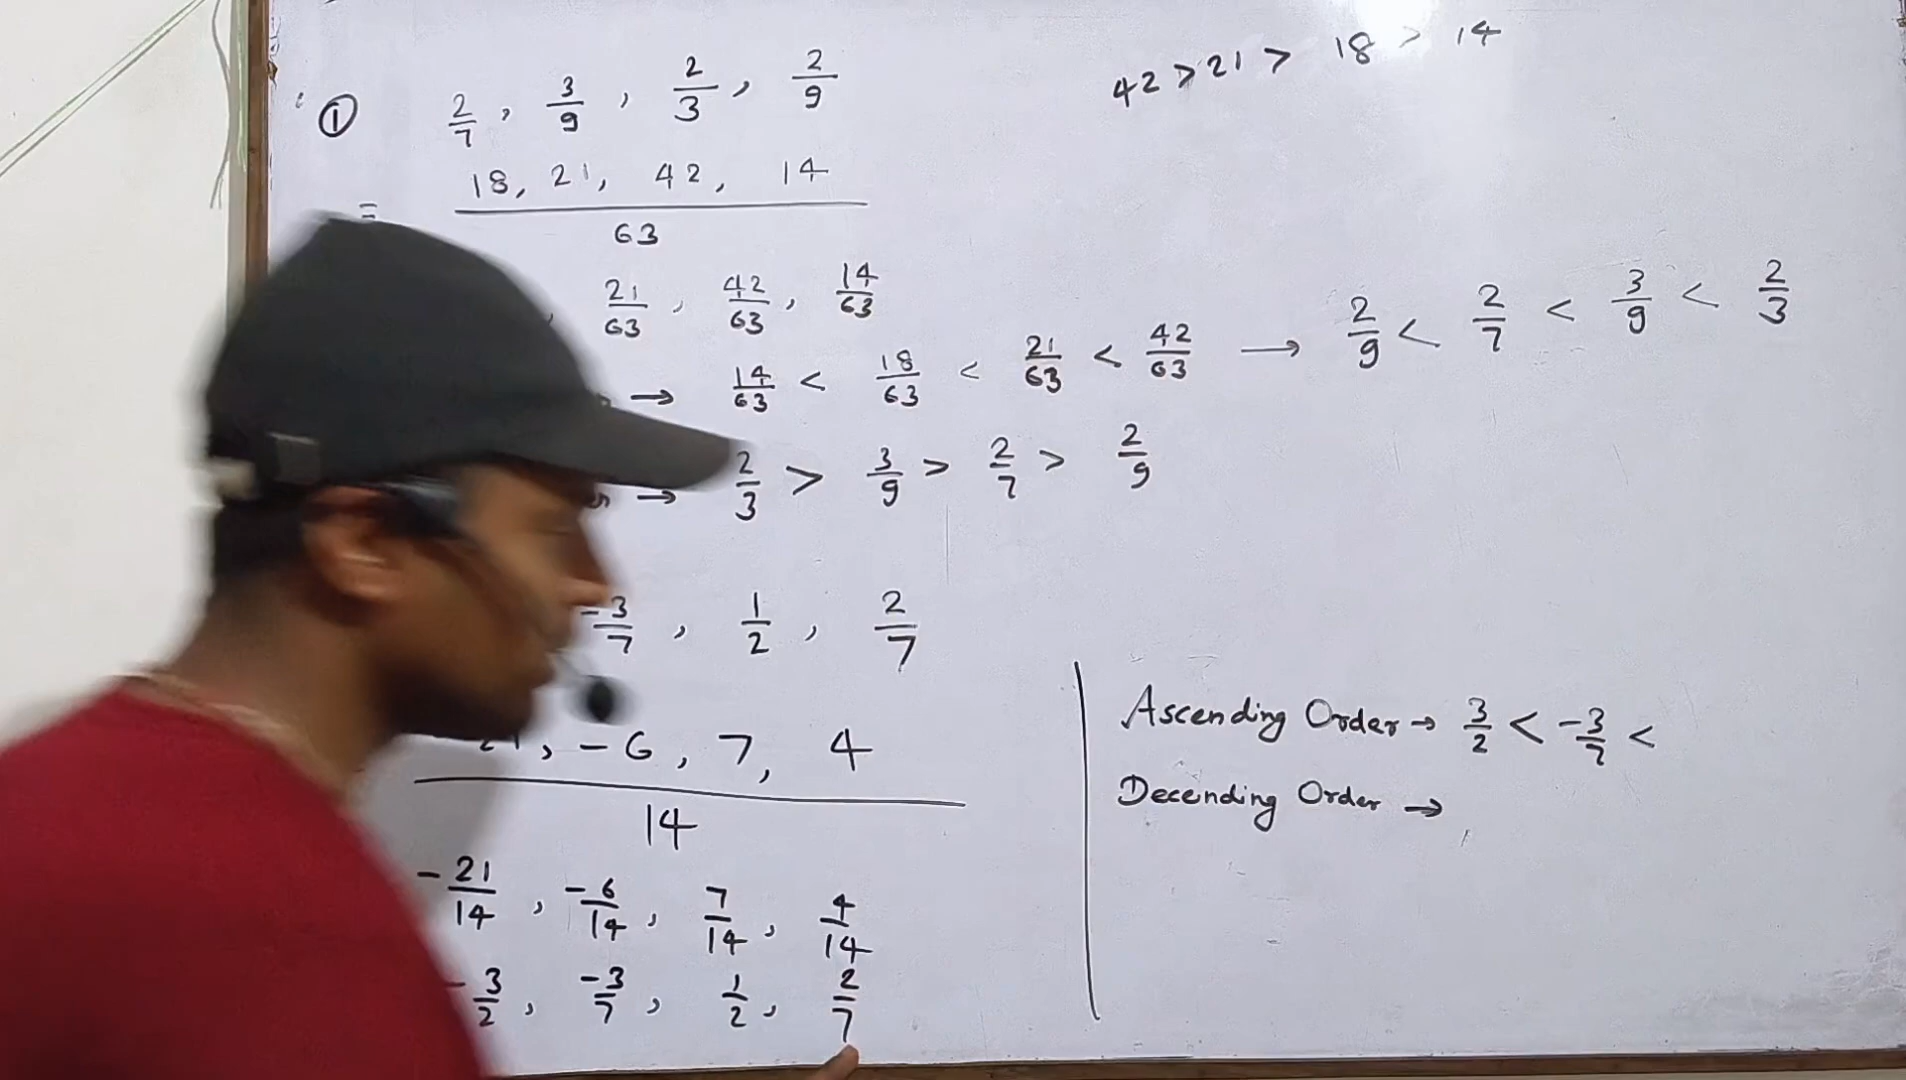 ① 2/7, 3/9, 2/3, 2/9
42 > 21 > 18 > 14
= 18, 21, 42, 14 / 63
, 21/63, 42/63, 14/63
→ 14/63 < 18/63 < 21/63 < 42/63 → 2/9 < 2/7 < 3/9 < 2/3
→ 2/3 > 3/9 > 2/7 > 2/9
-3/7, 1/2, 2/7
, -6, 7, 4 / 14
-21/14, -6/14, 7/14, 4/14
-3/2, -3/7, 1/2, 2/7
Ascending Order → 3/2 < -3/7 <
Decending Order →